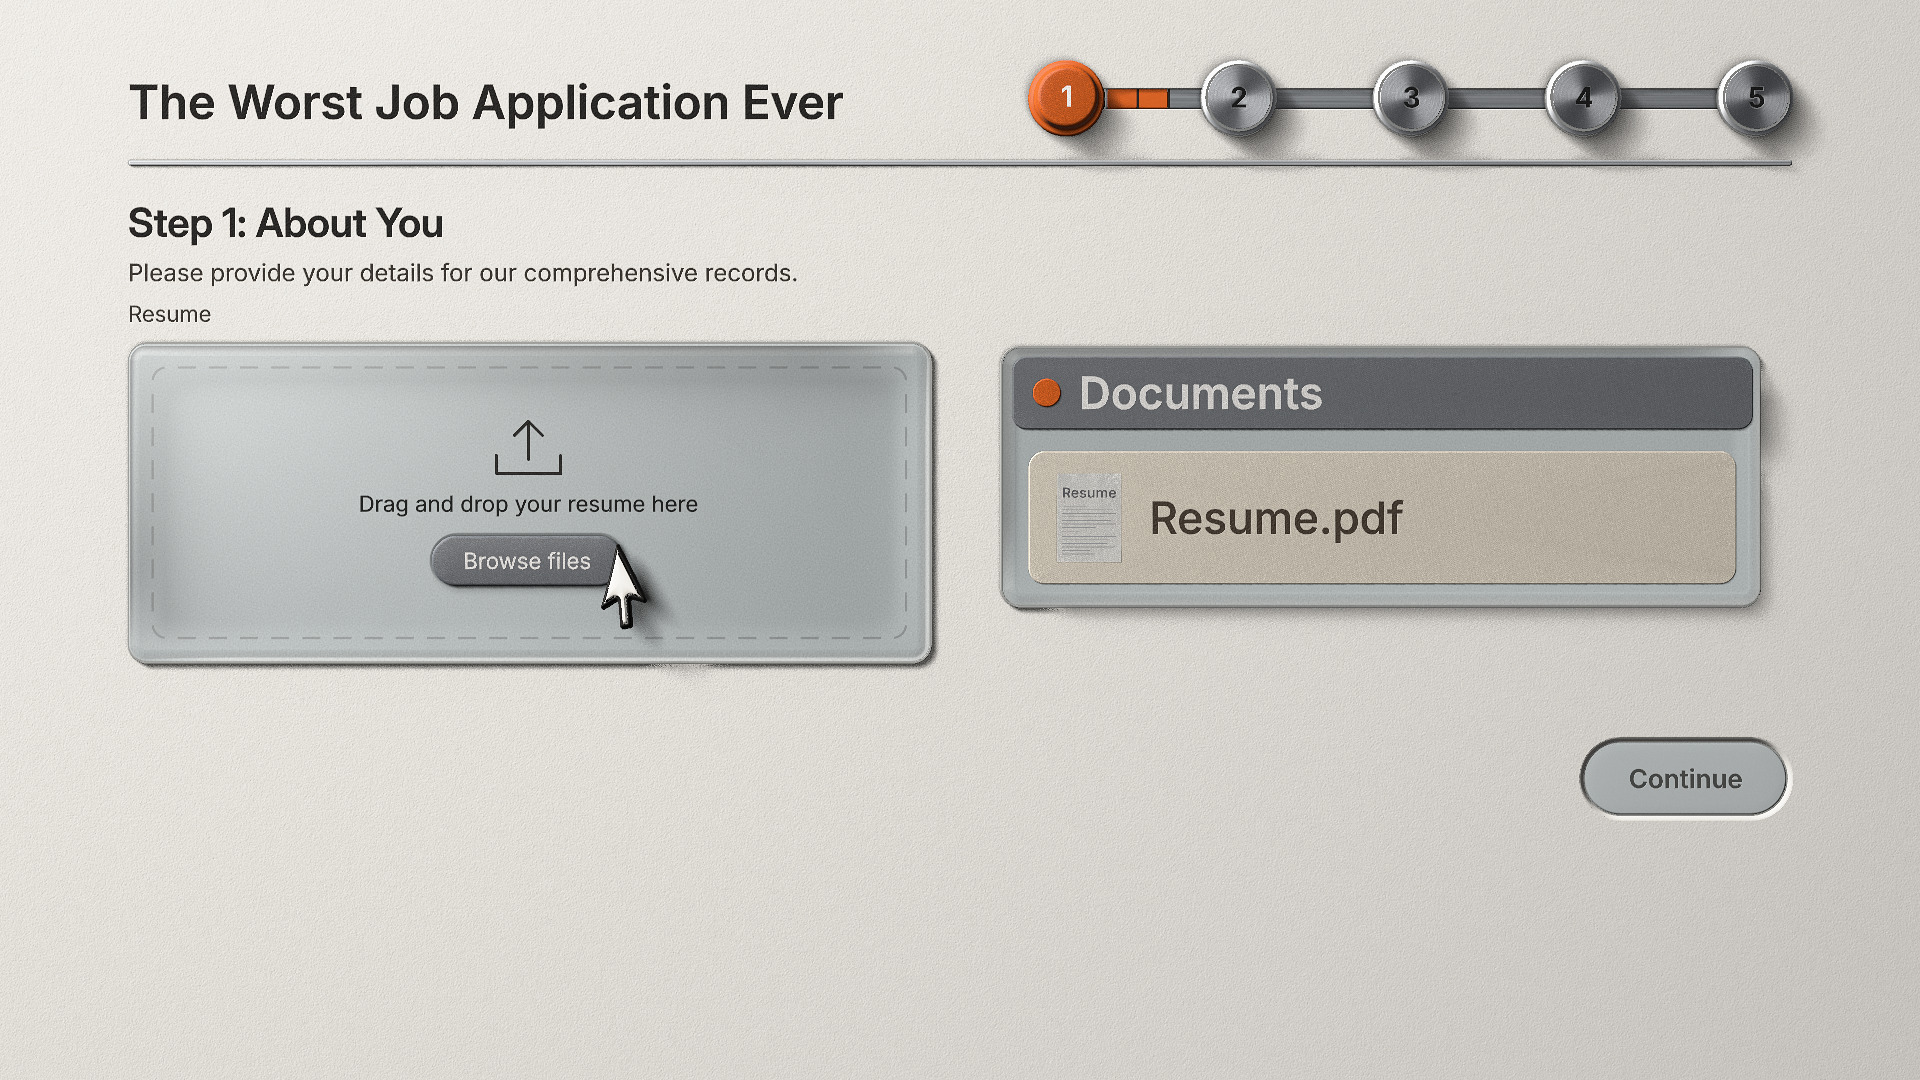 The Worst Job Application Ever
1 2 3 4 5
Step 1: About You
Please provide your details for our comprehensive records.
Resume
Drag and drop your resume here
Browse files
Documents
Resume
Resume.pdf
Continue